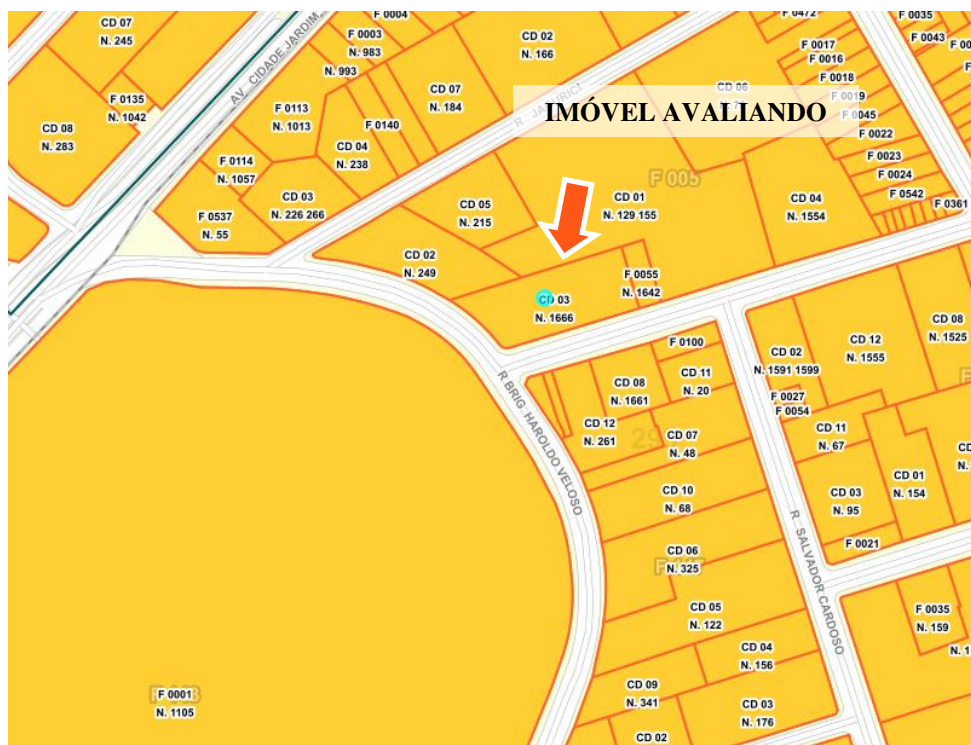 F 0004
F 0472
F 0035
CD 07
N. 245
F 0003
N. 983
CD 02
N. 166
F 0043
F 0017
F 0016
N. 993
AV CIDADE JARDIM
F 0018
F 0135
N. 1042
F 0113
N. 1013
CD 07
N. 184
CD 06
F 0019
F 0045
IMÓVEL AVALIANDO
R JANURICI
CD 08
N. 283
F 0140
F 0022
CD 04
N. 238
F 0023
F 0114
N. 1057
F 0024
F 005
CD 03
N. 226 266
CD 01
N. 129 155
CD 04
N. 1554
F 0542
F 0361
CD 05
N. 215
F 0537
N. 55
CD 02
N. 249
F 0055
N. 1642
CD 03
N. 1666
CD 08
N. 1525
F 0100
CD 12
N. 1555
CD 02
N. 1591 1599
R BRIG HAROLDO VELOSO
CD 08
N. 1661
CD 11
N. 20
F 0027
F 0054
CD 12
N. 261
CD 11
N. 67
CD 07
N. 48
CD 01
N. 154
CD 10
N. 68
CD 03
N. 95
R SALVADOR CARDOSO
F 0021
CD 06
N. 325
CD 05
N. 122
F 0035
N. 159
CD 04
N. 156
N. 1
CD 09
N. 341
F 0001
N. 1105
CD 03
N. 176
CD 02